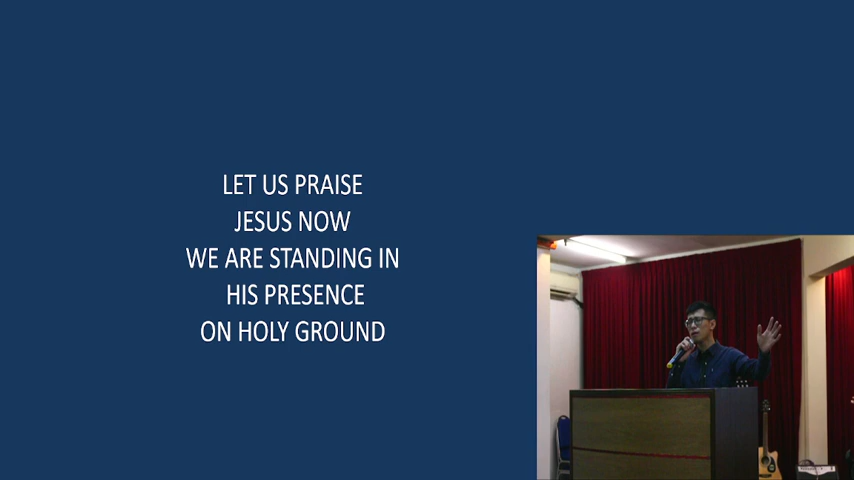 LET US PRAISE
JESUS NOW
WE ARE STANDING IN
HIS PRESENCE
ON HOLY GROUND